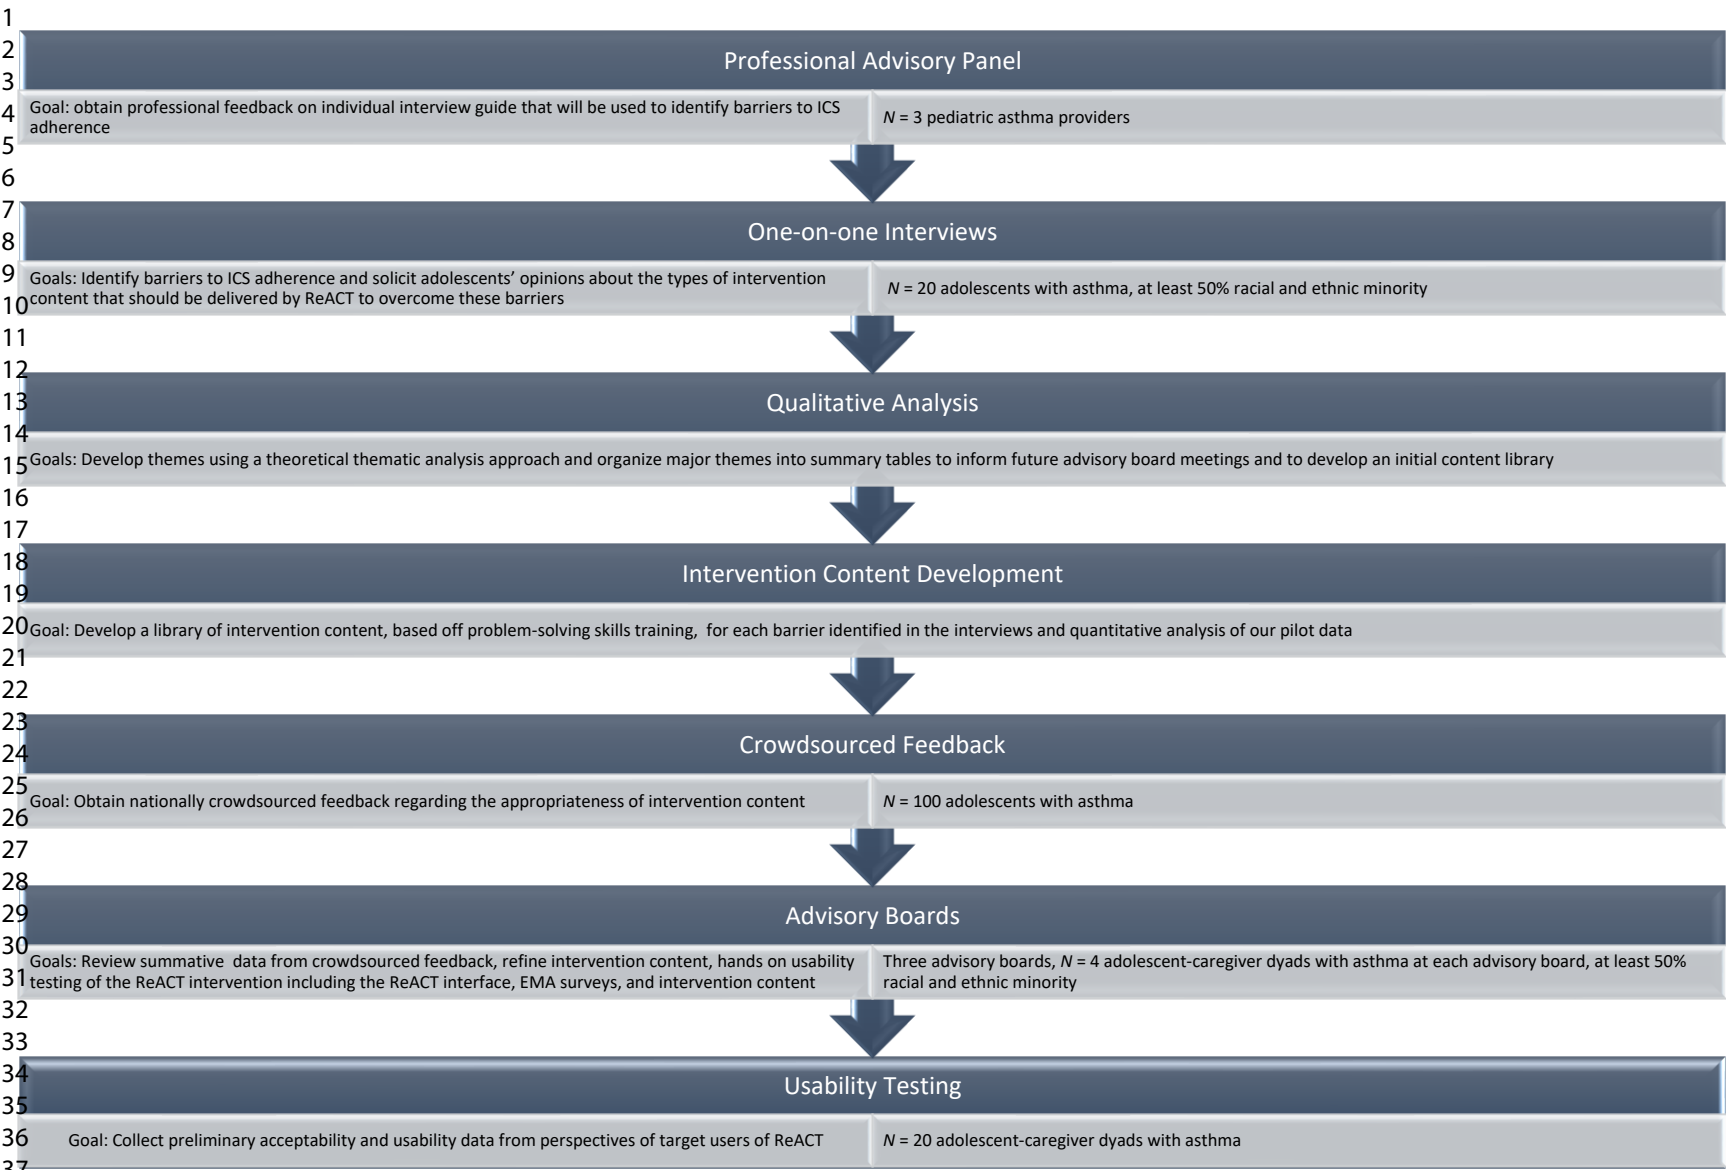 1
2
Professional Advisory Panel
3
4
Goal: obtain professional feedback on individual interview guide that will be used to identify barriers to ICS
adherence
N = 3 pediatric asthma providers
5
6
7
8
One-on-one Interviews
9
Goals: Identify barriers to ICS adherence and solicit adolescents’ opinions about the types of intervention
10
content that should be delivered by ReACT to overcome these barriers
N = 20 adolescents with asthma, at least 50% racial and ethnic minority
11
12
13
Qualitative Analysis
14
15
Goals: Develop themes using a theoretical thematic analysis approach and organize major themes into summary tables to inform future advisory board meetings and to develop an initial content library
16
17
18
Intervention Content Development
19
20
Goal: Develop a library of intervention content, based off problem-solving skills training,  for each barrier identified in the interviews and quantitative analysis of our pilot data
21
22
23
24
Crowdsourced Feedback
25
Goal: Obtain nationally crowdsourced feedback regarding the appropriateness of intervention content
N = 100 adolescents with asthma
26
27
28
29
Advisory Boards
30
Goals: Review summative  data from crowdsourced feedback, refine intervention content, hands on usability
31
testing of the ReACT intervention including the ReACT interface, EMA surveys, and intervention content
Three advisory boards, N = 4 adolescent-caregiver dyads with asthma at each advisory board, at least 50%
racial and ethnic minority
32
33
34
Usability Testing
35
36
Goal: Collect preliminary acceptability and usability data from perspectives of target users of ReACT
N = 20 adolescent-caregiver dyads with asthma
37